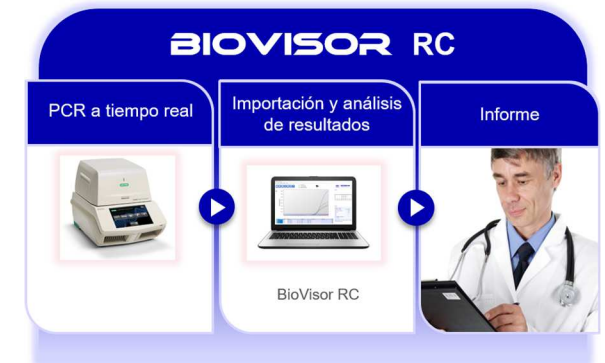 BIOVISOR RC
PCR a tiempo real
Importación y análisis
de resultados
Informe
BioVisor RC